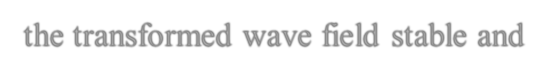 the transformed wave field stable and